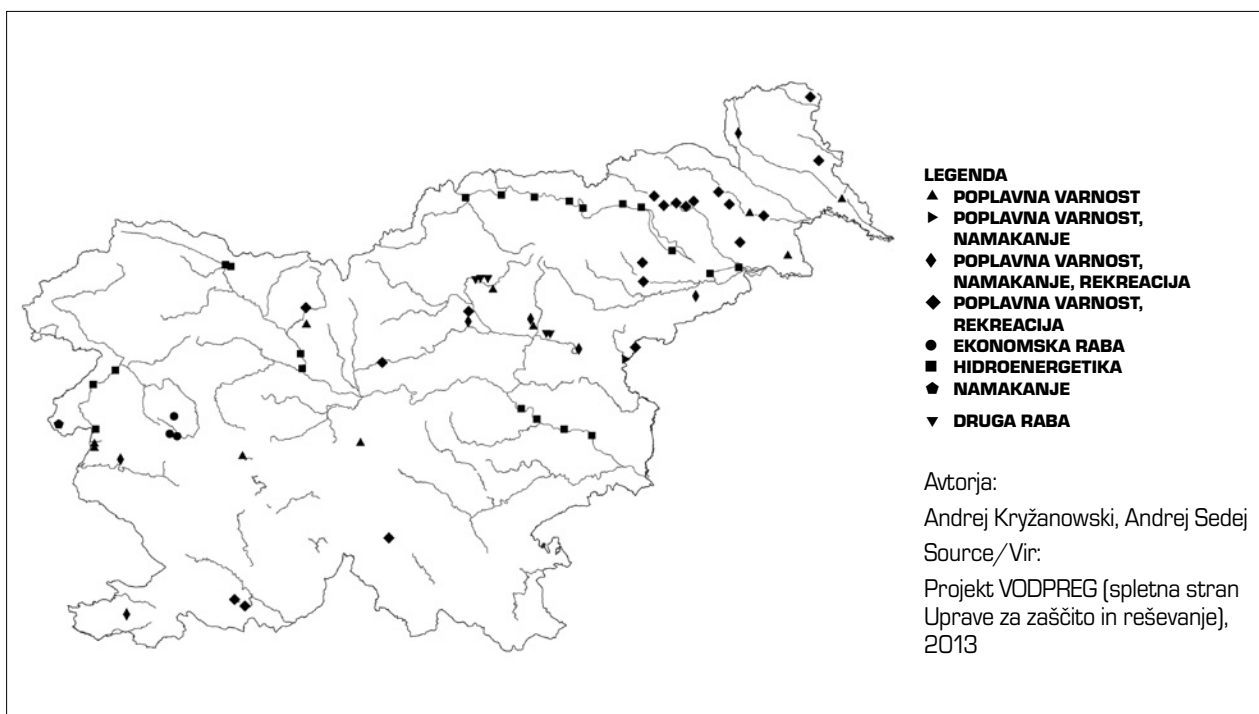 LEGENDA
POPLAVNA VARNOST
POPLAVNA VARNOST,
NAMAKANJE
POPLAVNA VARNOST,
NAMAKANJE, REKREACIJA
POPLAVNA VARNOST,
REKREACIJA
EKONOMSKA RABA
HIDROENERGETIKA
NAMAKANJE
DRUGA RABA
Avtorja:
Andrej Kryžanowski, Andrej Sedej
Source/Vir:
Projekt VODPREG (spletna stran
Uprave za zaščito in reševanje),
2013